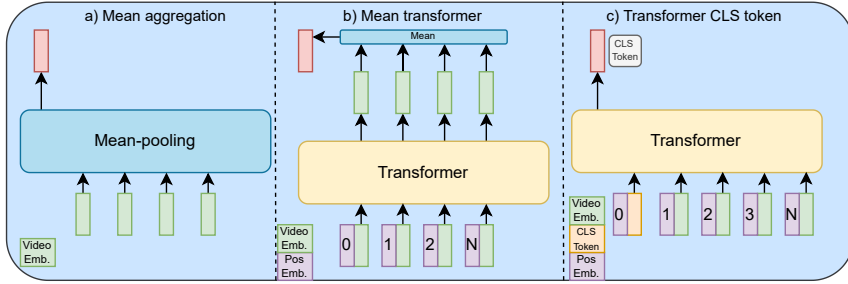 a) Mean aggregation
Mean-pooling
Video
Emb.
b) Mean transformer
Mean
Transformer
Video
Emb.
Pos
Emb.
0 1 2 N
c) Transformer CLS token
CLS
Token
Transformer
Video
Emb.
CLS
Token
Pos
Emb.
0 1 2 3 N